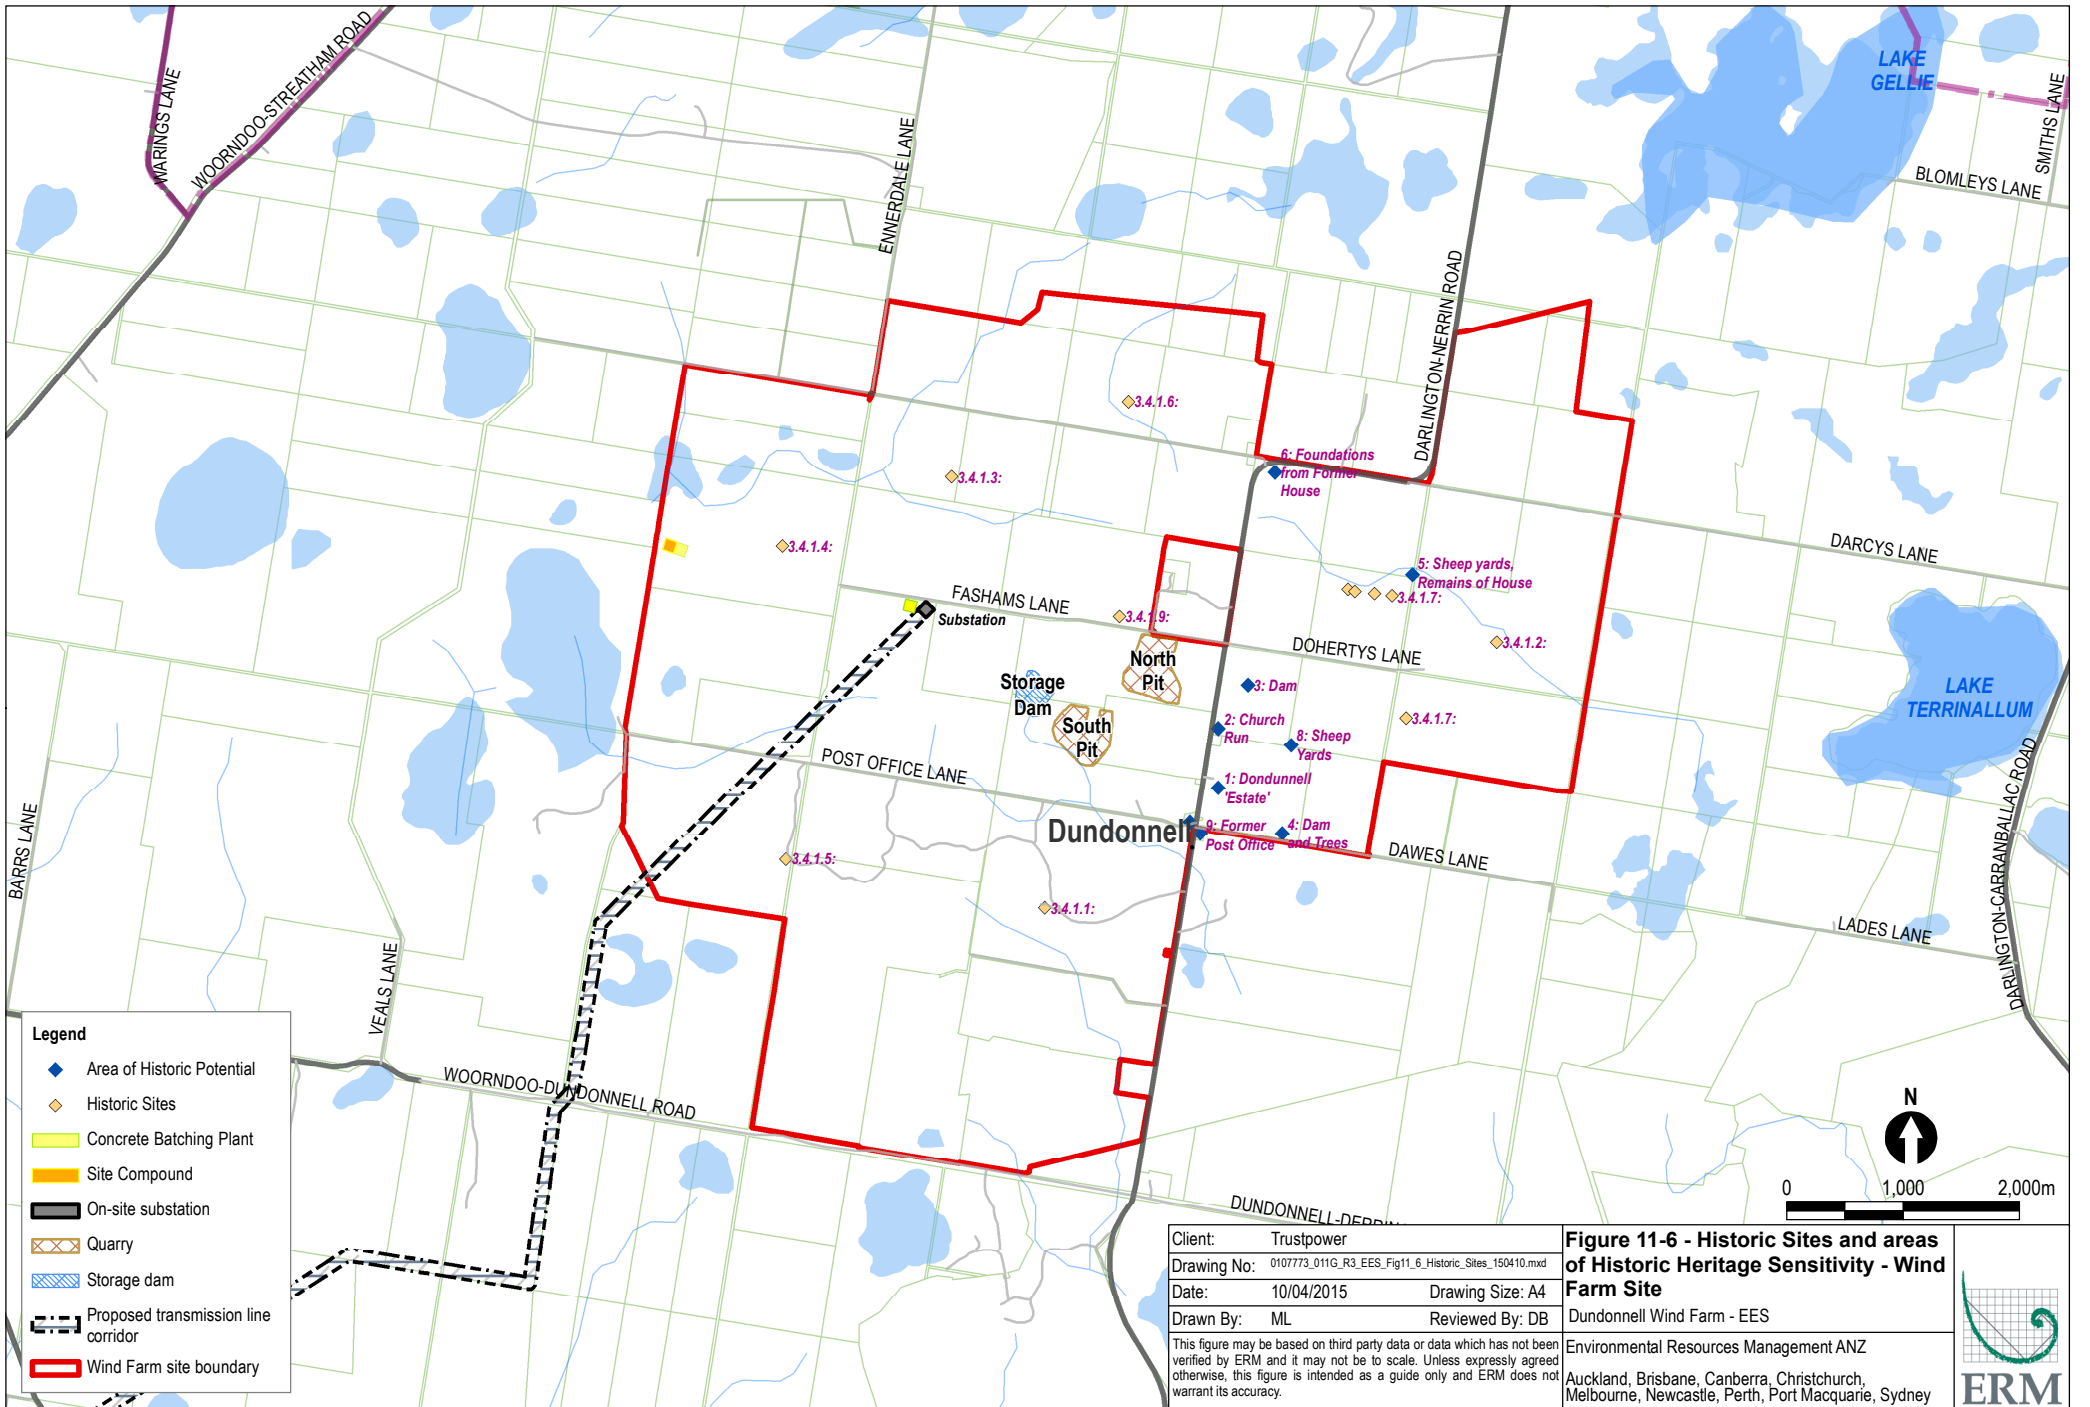 WARINGS LANE
WOORNDOO-STREATHAM ROAD
ENNERDALE LANE
LAKE
GELLIE
SMITHS LANE
BLOMLEYS LANE
DARLINGTON-NERRIN ROAD
3.4.1.6:
3.4.1.3:
6: Foundations
from Former
House
3.4.1.4:
DARCYS LANE
5: Sheep yards,
Remains of House
FASHAMS LANE
Substation
3.4.1.9:
3.4.1.7:
DOHERTYS LANE
3.4.1.2:
North
Pit
Storage
Dam
3: Dam
LAKE
TERRINALLUM
South
Pit
2: Church
Run
8: Sheep
Yards
3.4.1.7:
POST OFFICE LANE
1: Dondunnell
'Estate'
Dundonnell
9: Former
Post Office
4: Dam
and Trees
DAWES LANE
BARRS LANE
3.4.1.5:
3.4.1.1:
LADES LANE
DARLINGTON-CARRANBALLAC ROAD
VEALS LANE
WOORNDOO-DUNDONNELL ROAD
Legend
Area of Historic Potential
Historic Sites
Concrete Batching Plant
Site Compound
On-site substation
Quarry
Storage dam
Proposed transmission line
corridor
Wind Farm site boundary
N
0 1,000 2,000m
Client: Trustpower
Drawing No: 0107773_011G_R3_EES_Fig11_6_Historic_Sites_150410.mxd
Date: 10/04/2015 Drawing Size: A4
Drawn By: ML Reviewed By: DB
This figure may be based on third party data or data which has not been
verified by ERM and it may not be to scale. Unless expressly agreed
otherwise, this figure is intended as a guide only and ERM does not
warrant its accuracy.
Figure 11-6 - Historic Sites and areas
of Historic Heritage Sensitivity - Wind
Farm Site
Dundonnell Wind Farm - EES
Environmental Resources Management ANZ
Auckland, Brisbane, Canberra, Christchurch,
Melbourne, Newcastle, Perth, Port Macquarie, Sydney
ERM